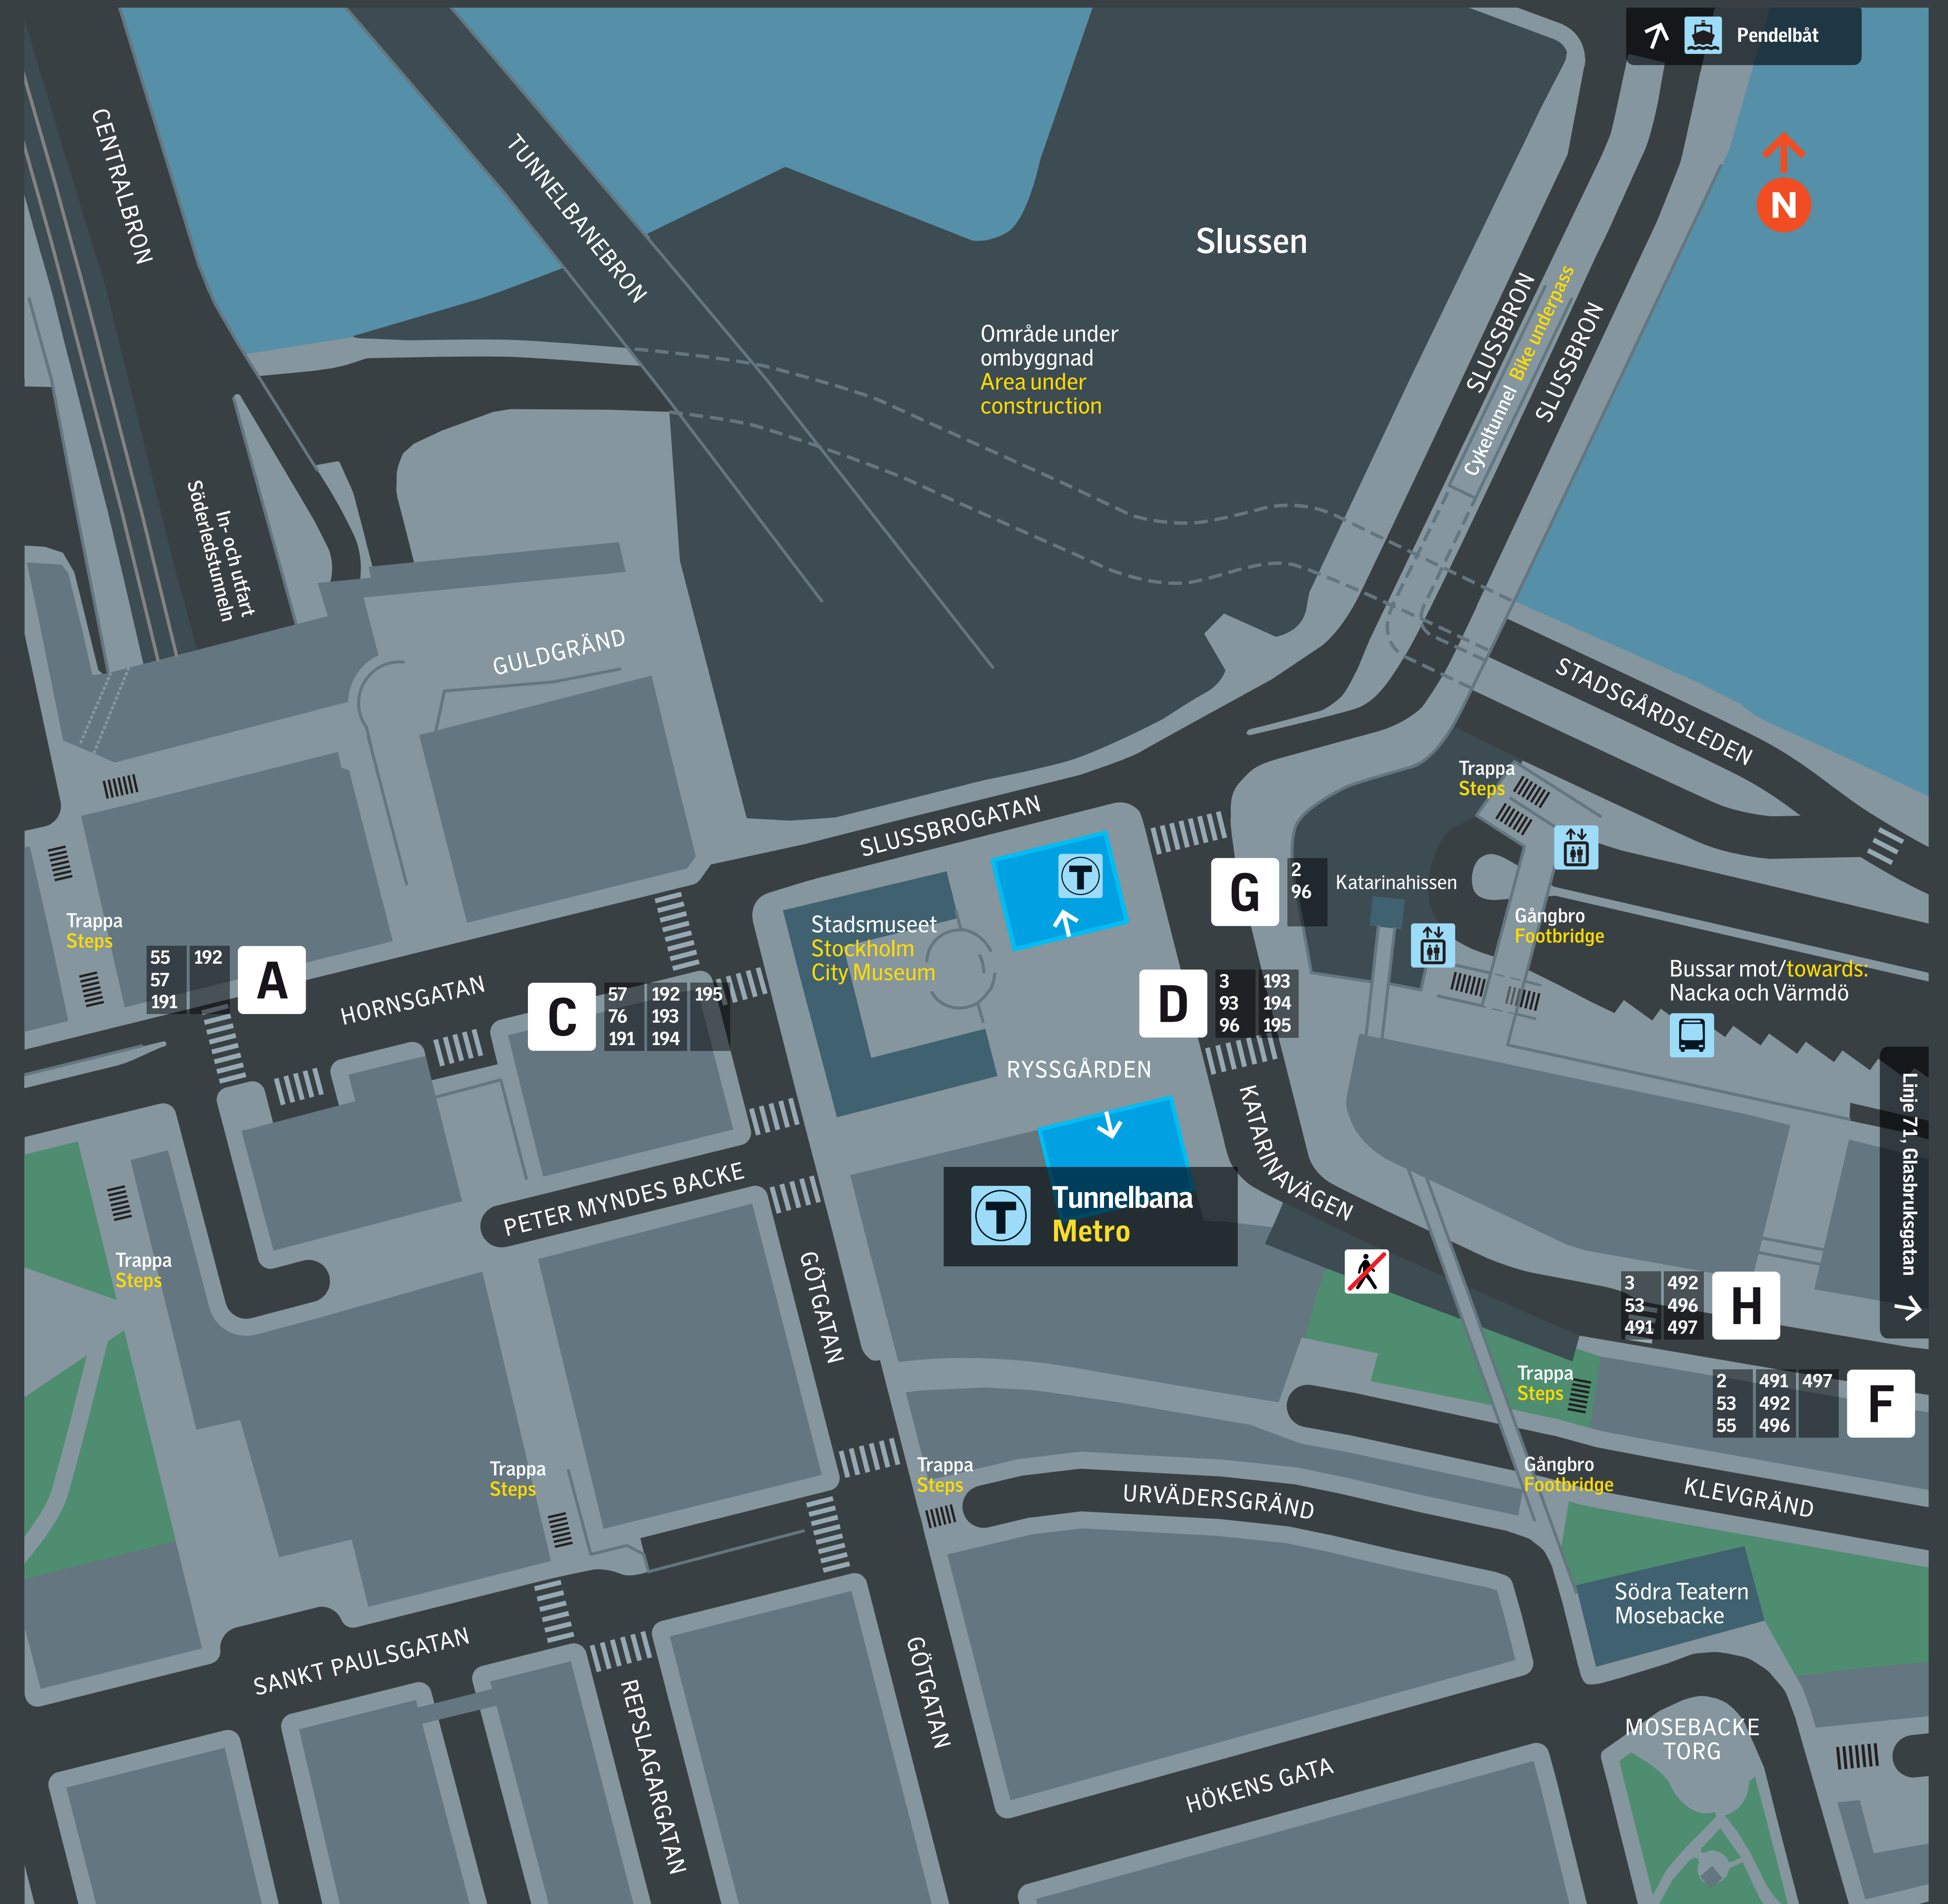 Pendelbåt
N
CENTRALBRON
TUNNELBANEBRON
Slussen
SLUSSBRON
Cykeltunnel Bike underpass
SLUSSBRON
Område under
ombyggnad
Area under
construction
In- och utfart
Söderledstunneln
GULDGRÄND
STADSGÅRDSLEDEN
Trappa
Steps
SLUSSBROGATAN
T
G
2
96
Katarinahissen
Gångbro
Footbridge
Trappa
Steps
Stadsmuseet
Stockholm
City Museum
55 192
57
191
A
HORNSGATAN
C
57 192 195
76 193
191 194
D
3 193
93 194
96 195
Bussar mot/towards:
Nacka och Värmdö
RYSSGÅRDEN
KATARINAVÄGEN
Linje 71, Glasbruksgatan
PETER MYNDES BACKE
T
Tunnelbana
Metro
Trappa
Steps
GÖTGATAN
3 492
53 496
491 497
H
2 491 497
53 492
55 496
F
Trappa
Steps
Trappa
Steps
Trappa
Steps
Gångbro
Footbridge
URVÄDERSGRÄND
KLEVGRÄND
Södra Teatern
Mosebacke
SANKT PAULSGATAN
REPSLAGARGATAN
GÖTGATAN
HÖKENS GATA
MOSEBACKE
TORG